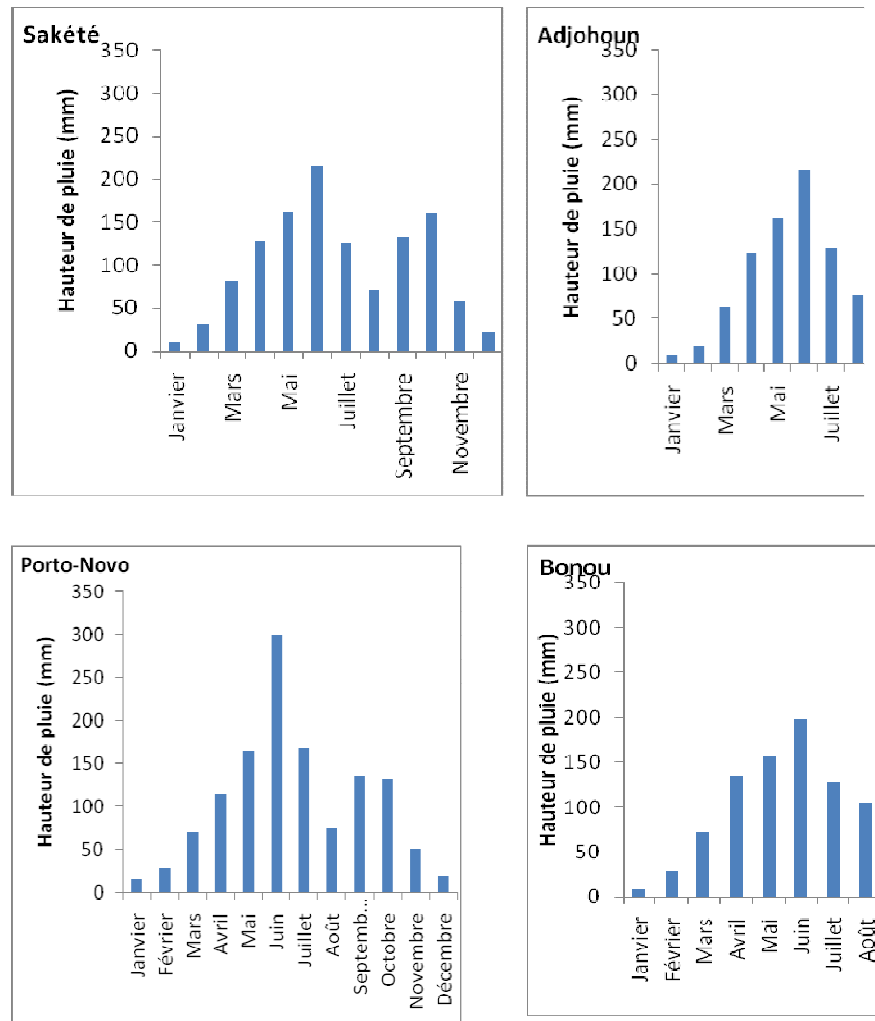 Sakété
Hauteur de pluie (mm)
350
300
250
200
150
100
50
0
Janvier
Mars
Mai
Juillet
Septembre
Novembre
Adjohoun
Hauteur de pluie (mm)
350
300
250
200
150
100
50
0
Janvier
Mars
Mai
Juillet
Porto-Novo
Hauteur de pluie (mm)
350
300
250
200
150
100
50
0
Janvier
Février
Mars
Avril
Mai
Juin
Juillet
Août
Septemb...
Octobre
Novembre
Décembre
Bonou
Hauteur de pluie (mm)
350
300
250
200
150
100
50
0
Janvier
Février
Mars
Avril
Mai
Juin
Juillet
Août